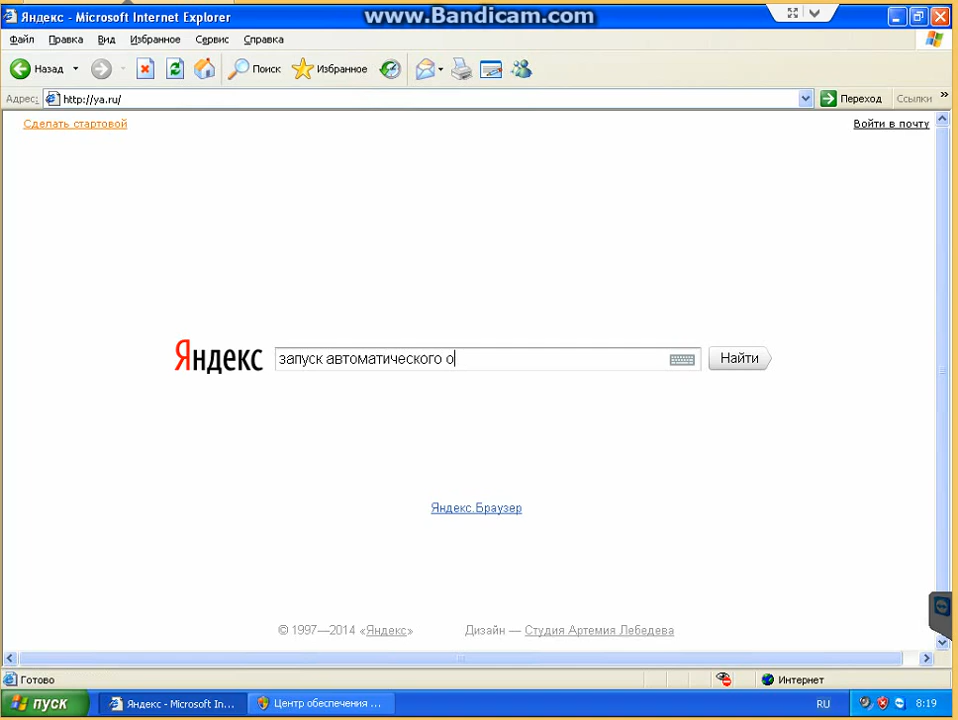 Яндекс - Microsoft Internet Explorer
www.Bandicam.com
Файл Правка Вид Избранное Сервис Справка
Назад Поиск Избранное
Адрес: http://ya.ru/ Переход Ссылки »
Сделать стартовой Войти в почту
Яндекс запуск автоматического о Найти
Яндекс.Браузер
© 1997—2014 «Яндекс» Дизайн — Студия Артемия Лебедева
Готово Интернет
пуск Яндекс - Microsoft In... Центр обеспечения ... RU 8:19